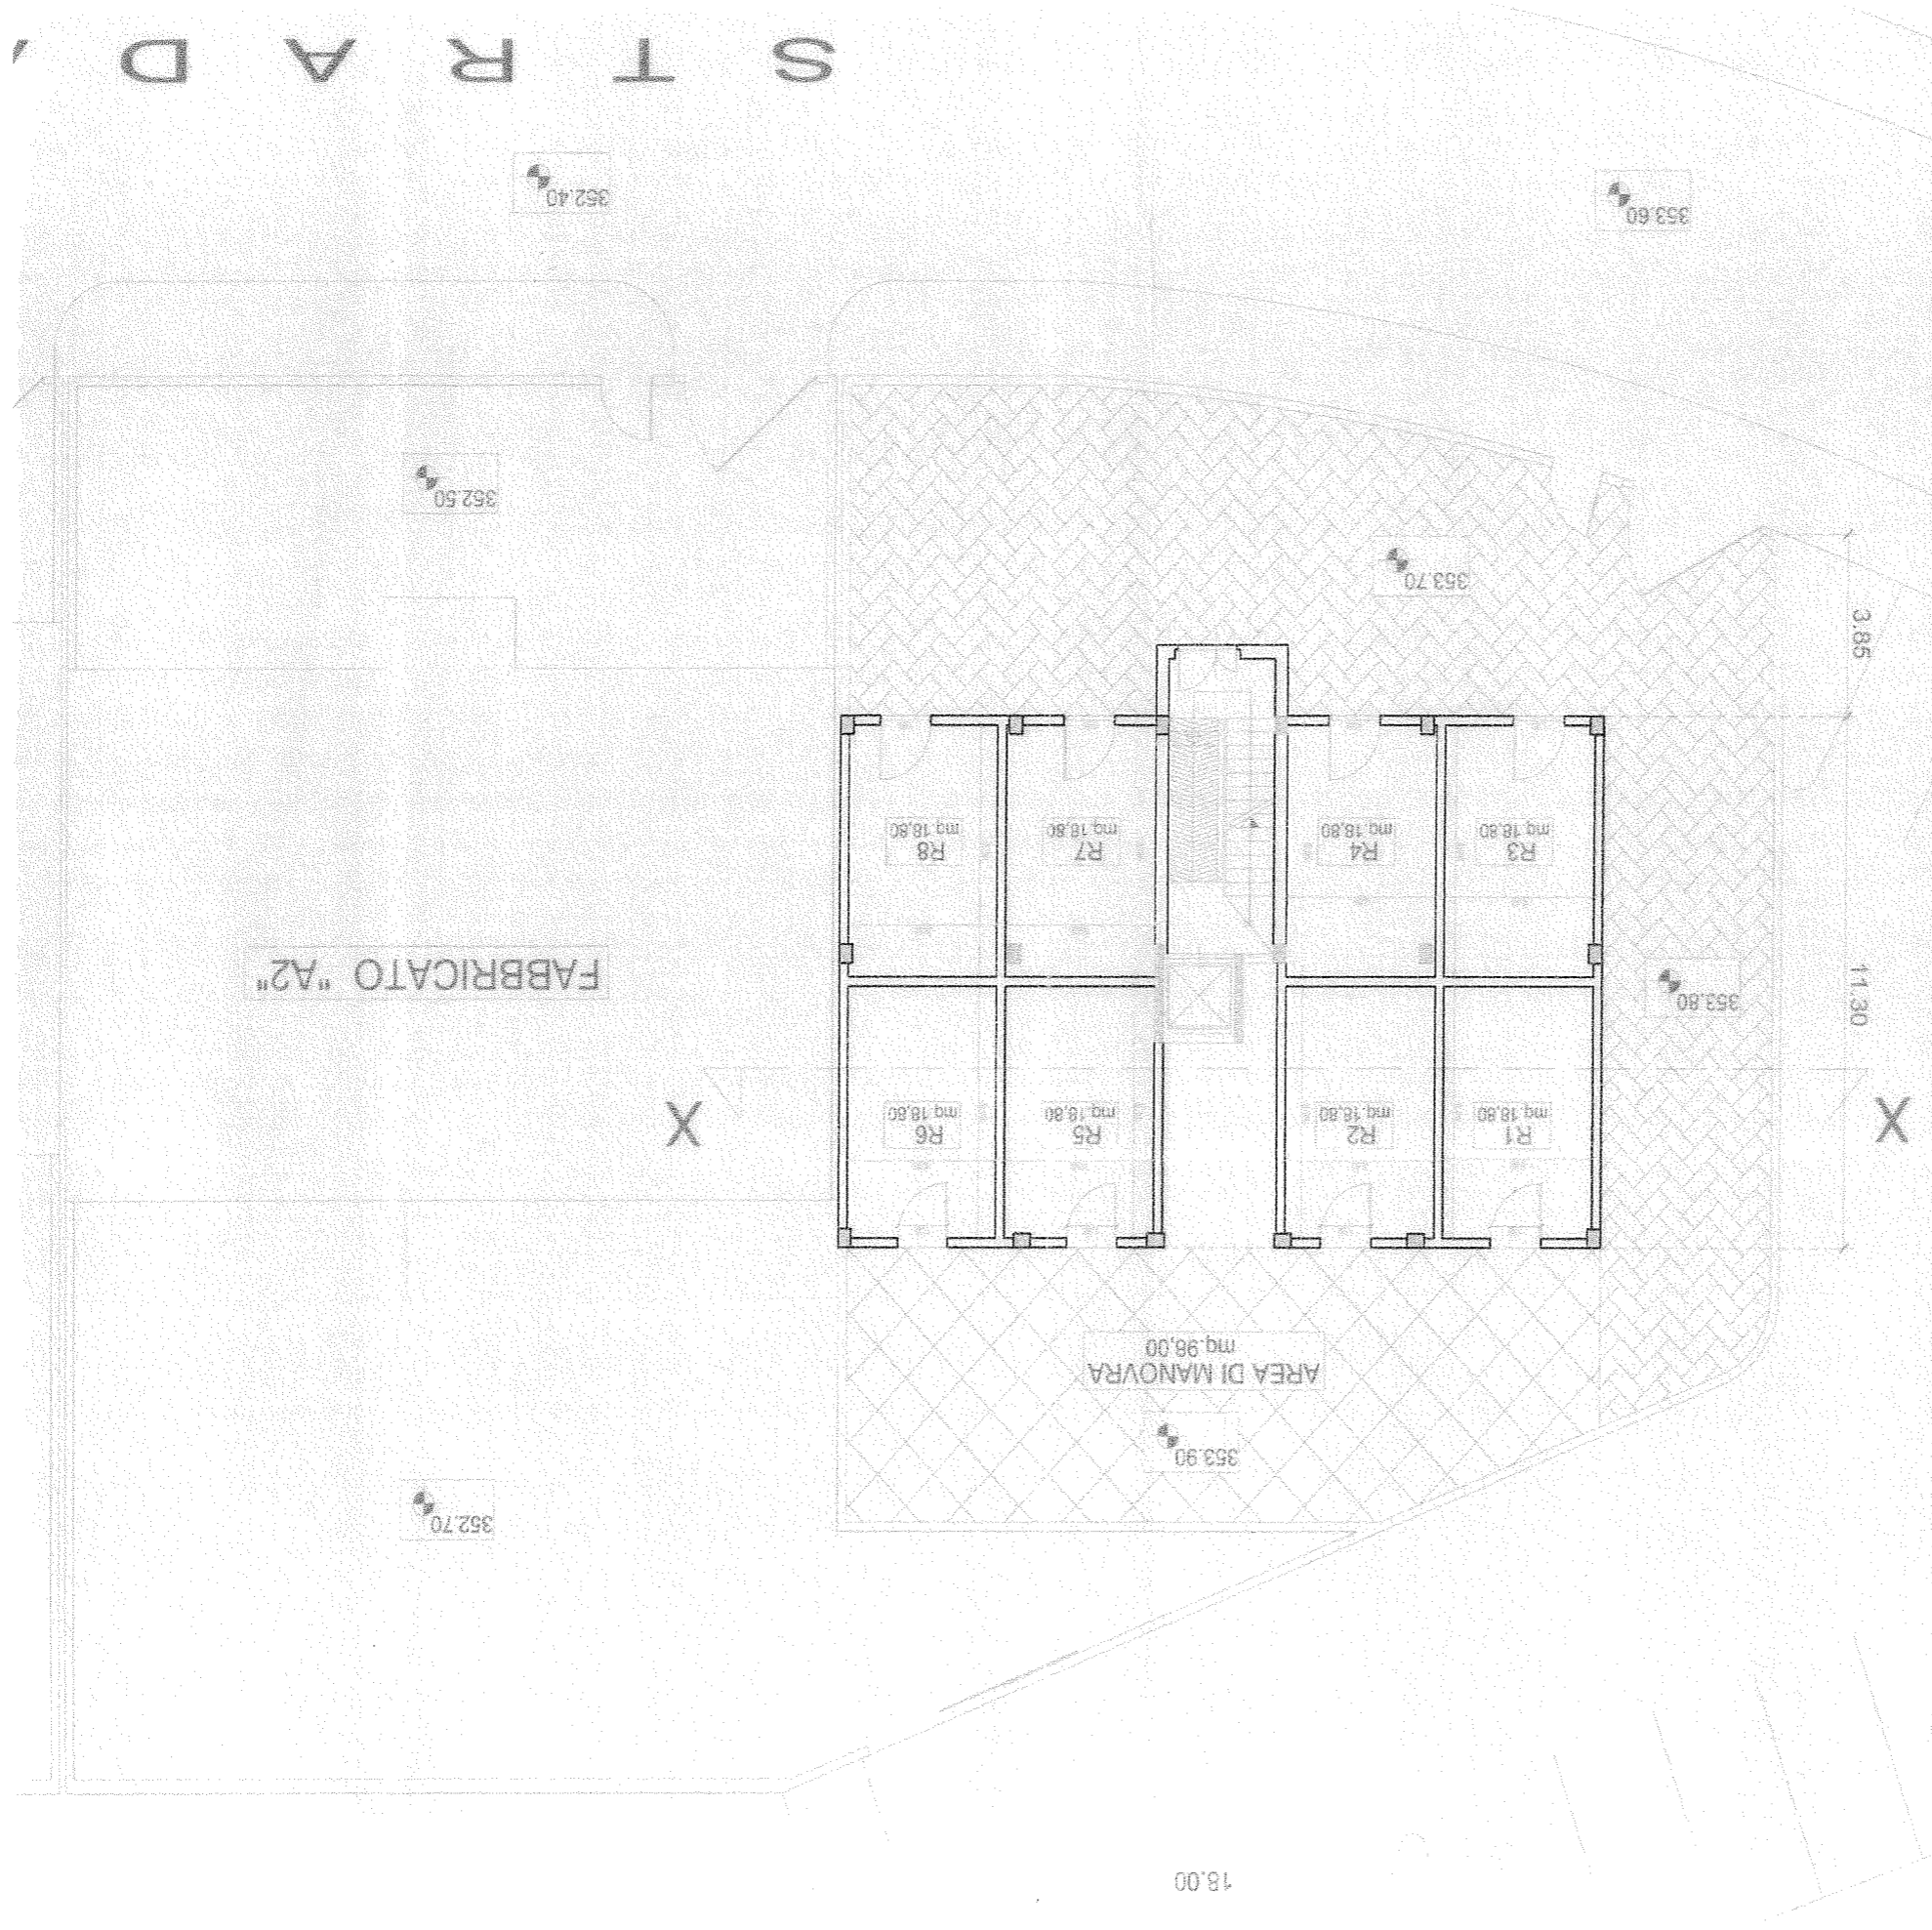 18.00
352.70
353.90
AREA DI MANOVRA
mq.98,00
R1
mq.18,80
R2
mq.18,80
R5
mq.18,80
R6
mq.18,80
X
X
353.80
11.30
FABBRICATO "A2"
R3
mq.18,80
R4
mq.18,80
R7
mq.18,80
R8
mq.18,80
3.85
353.70
352.50
353.60
352.40
S T R A D